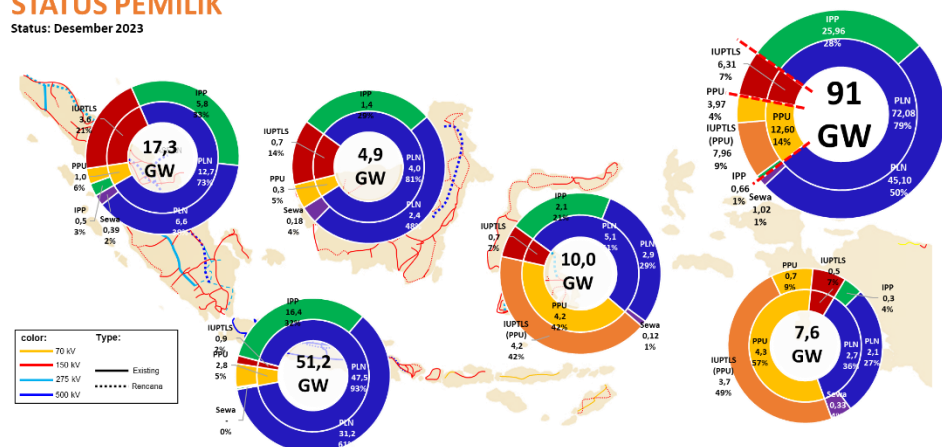 STATUS PEMILIK
Status: Desember 2023
IUPTLS
3,6
21%
IPP
5,8
33%
PPU
1,0
6%
IPP
0,5
3%
Sewa
0,39
2%
17,3
GW
PLN
12,7
73%
PLN
6,6
IPP
1,4
29%
IUPTLS
0,7
14%
PPU
0,3
5%
Sewa
0,18
4%
4,9
GW
PLN
4,0
81%
PLN
2,4
48%
IPP
25,96
28%
IUPTLS
6,31
7%
PPU
3,97
4%
IUPTLS
(PPU)
7,96
9%
IPP
0,66
1%
Sewa
1,02
1%
PPU
12,60
14%
91
GW
PLN
72,08
79%
PLN
45,10
50%
IPP
2,1
21%
IUPTLS
0,7
7%
IUPTLS
(PPU)
4,2
42%
PPU
4,2
42%
10,0
GW
PLN
5,1
PLN
2,9
29%
Sewa
0,12
1%
PPU
0,7
9%
IUPTLS
0,5
7%
IPP
0,3
4%
IUPTLS
(PPU)
3,7
49%
PPU
4,3
57%
7,6
GW
PLN
2,7
36%
PLN
2,1
27%
Sewa
0,33
IPP
16,4
32%
IUPTLS
0,9
2%
PPU
2,8
5%
Sewa
-
0%
51,2
GW
PLN
47,5
93%
PLN
31,2
61%
color:
Type:
70 kV
150 kV
275 kV
500 kV
Existing
Rencana